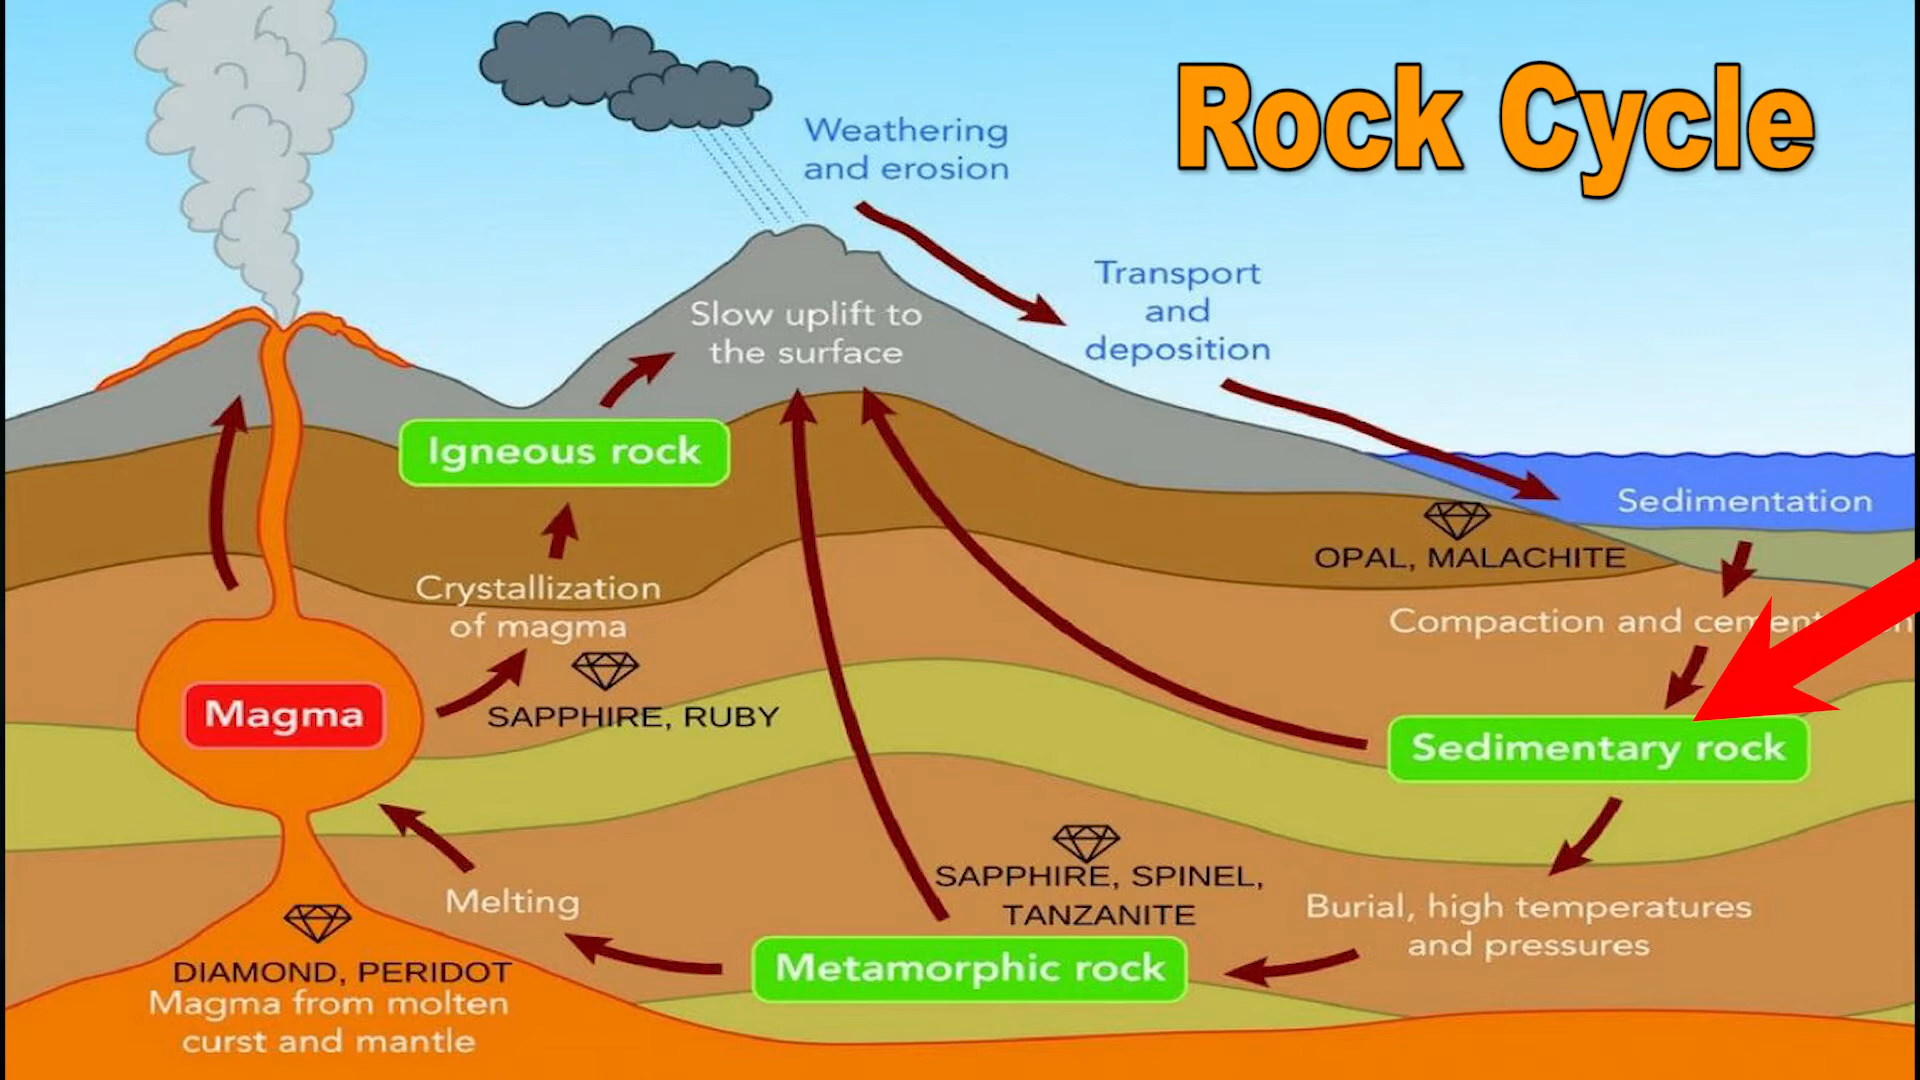 Rock Cycle
Weathering
and erosion
Transport
and
deposition
Slow uplift to
the surface
Igneous rock
Sedimentation
OPAL, MALACHITE
Crystallization
of magma
Compaction and
SAPPHIRE, RUBY
Magma
Sedimentary rock
SAPPHIRE, SPINEL,
TANZANITE
Melting
Burial, high temperatures
and pressures
Metamorphic rock
DIAMOND, PERIDOT
Magma from molten
curst and mantle